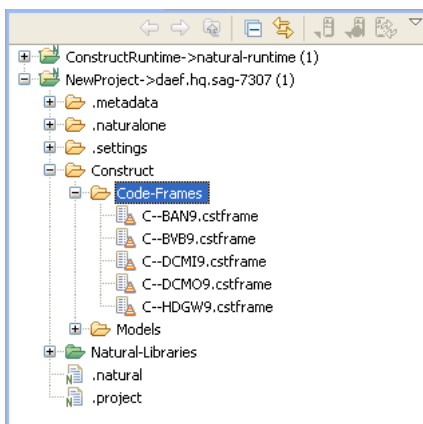 ConstructRuntime->natural-runtime (1)
NewProject->daef.hq.sag-7307 (1)
.metadata
.naturalone
.settings
Construct
Code-Frames
C--BAN9.cstframe
C--BVB9.cstframe
C--DCMI9.cstframe
C--DCMO9.cstframe
C--HDGW9.cstframe
Models
Natural-Libraries
.natural
.project